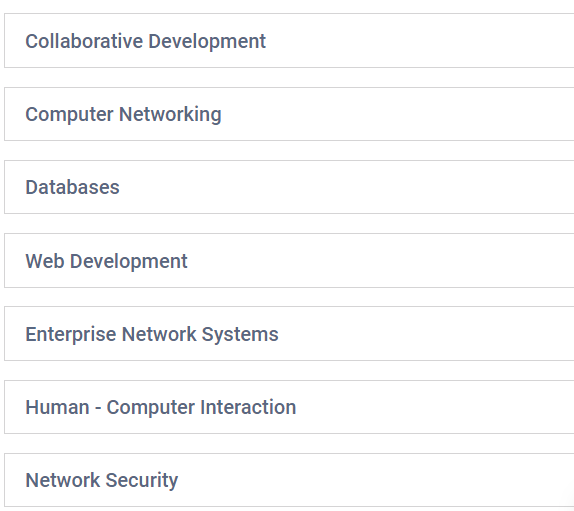 Collaborative Development
Computer Networking
Databases
Web Development
Enterprise Network Systems
Human - Computer Interaction
Network Security